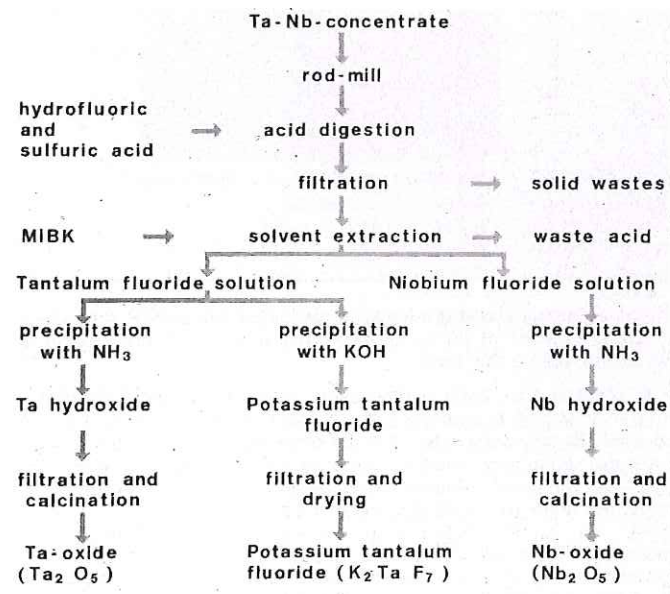 Ta-Nb-concentrate
rod-mill
hydrofluoric
and
sulfuric acid
acid digestion
filtration
solid wastes
MIBK
solvent extraction
waste acid
Tantalum fluoride solution
Niobium fluoride solution
precipitation
with NH₃
precipitation
with KOH
precipitation
with NH₃
Ta hydroxide
Potassium tantalum
fluoride
Nb hydroxide
filtration and
calcination
filtration and
drying
filtration and
calcination
Ta-oxide
(Ta₂ O₅)
Potassium tantalum
fluoride (K₂ Ta F₇)
Nb-oxide
(Nb₂ O₅)